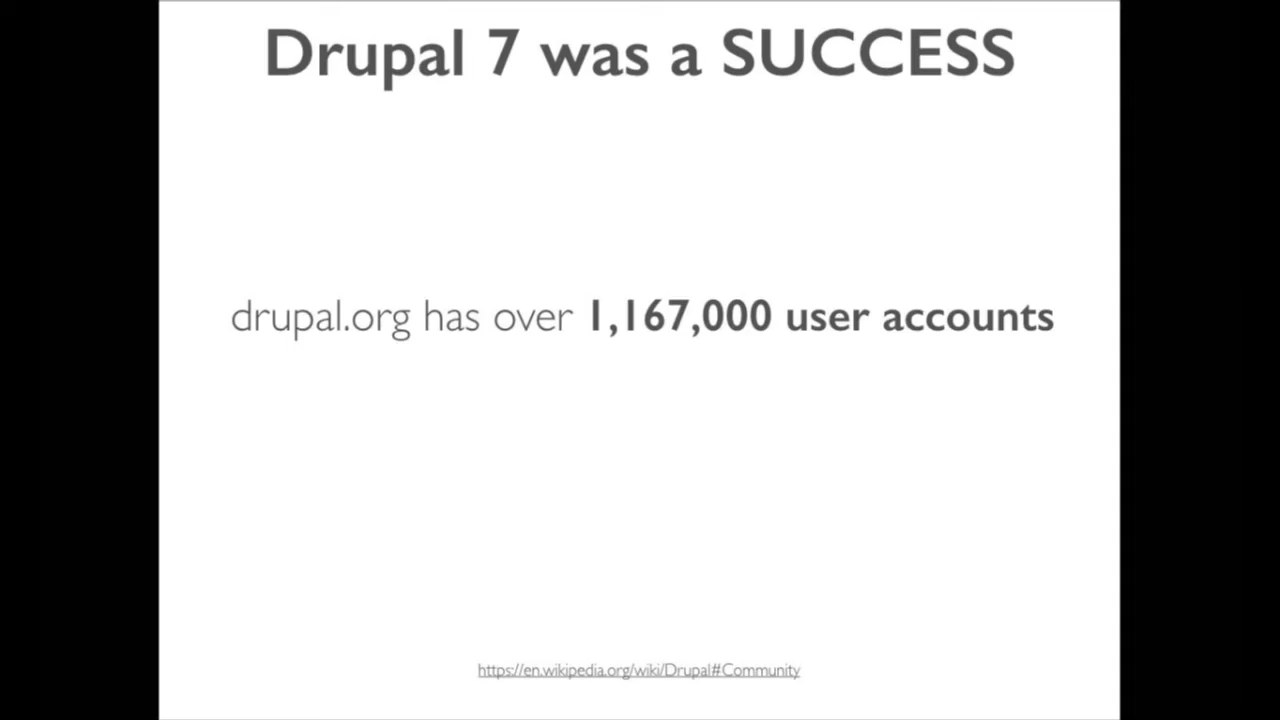 Drupal 7 was a SUCCESS
drupal.org has over 1,167,000 user accounts
https://en.wikipedia.org/wiki/Drupal#Community